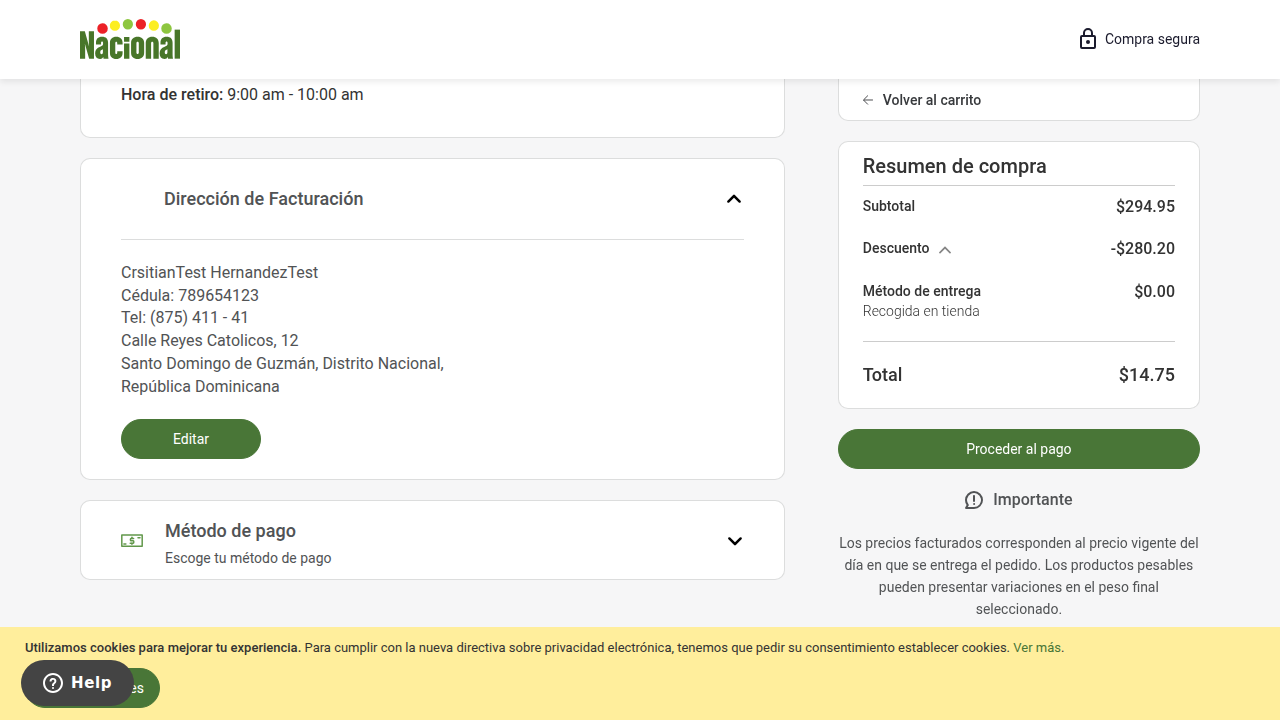 Nacional
Compra segura
Hora de retiro: 9:00 am - 10:00 am
Volver al carrito
Dirección de Facturación
CrsitianTest HernandezTest
Cédula: 789654123
Tel: (875) 411 - 41
Calle Reyes Catolicos, 12
Santo Domingo de Guzmán, Distrito Nacional,
República Dominicana
Editar
Método de pago
Escoge tu método de pago
Resumen de compra
Subtotal $294.95
Descuento -$280.20
Método de entrega $0.00
Recogida en tienda
Total $14.75
Proceder al pago
Importante
Los precios facturados corresponden al precio vigente del
día en que se entrega el pedido. Los productos pesables
pueden presentar variaciones en el peso final
seleccionado.
Utilizamos cookies para mejorar tu experiencia. Para cumplir con la nueva directiva sobre privacidad electrónica, tenemos que pedir su consentimiento establecer cookies. Ver más.
Help